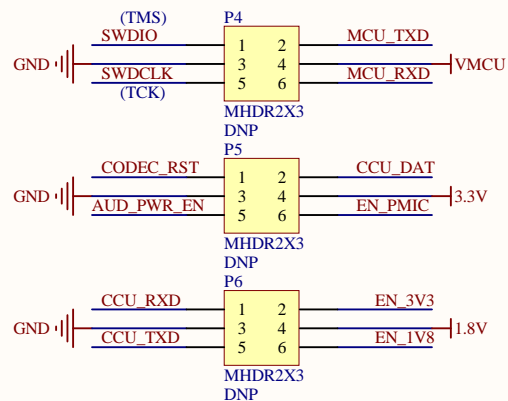 (TMS) P4
SWDIO 1 2 MCU_TXD
GND 3 4 VMCU
SWDCLK 5 6 MCU_RXD
(TCK)
MHDR2X3
DNP
P5
CODEC_RST 1 2 CCU_DAT
GND 3 4 3.3V
AUD_PWR_EN 5 6 EN_PMIC
MHDR2X3
DNP
P6
CCU_RXD 1 2 EN_3V3
GND 3 4 1.8V
CCU_TXD 5 6 EN_1V8
MHDR2X3
DNP